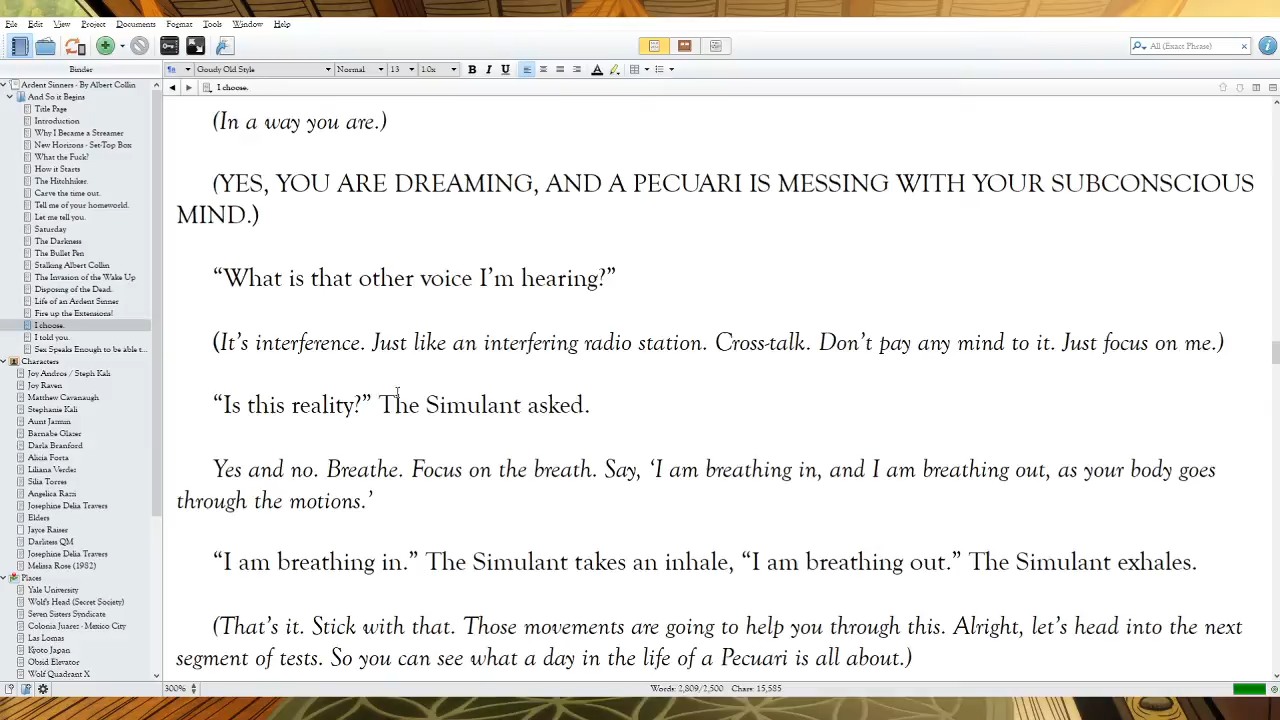 File Edit View Project Documents Format Tools Window Help
All (Exact Phrase)
Binder
Goudy Old Style Normal 13 1.0x B I U A
I choose.
Ardent Sinners - By Albert Collin
And So it Begins
Title Page
Introduction
Why I Became a Streamer
New Horizons - Set-Top Box
What the Fuck?
How it Starts
The Hitchhiker.
Carve the time out.
Tell me of your homeworld.
Let me tell you.
Saturday
The Darkness
The Bullet Pen
Stalking Albert Collin
The Invasion of the Wake Up
Disposing of the Dead.
Life of an Ardent Sinner
Fire up the Extensions!
I choose.
I told you.
Sex Speaks Enough to be able t...
Characters
Joy Andros / Steph Kali
Joy Raven
Matthew Cavanaugh
Stephanie Kali
Aunt Jazmin
Barnabe Glazer
Darla Branford
Alicia Forta
Liliana Verdez
Silia Torres
Angelica Razn
Josephine Delia Travers
Elders
Jayce Raiser
Darlitess QM
Josephine Delia Travers
Melissa Rose (1982)
Places
Yale University
Wolf's Head (Secret Society)
Seven Sisters Syndicate
Colonia Juarez - Mexico City
Las Lomas
Kyoto Japan
Obsid Elevator
Wolf Quadrant X
(In a way you are.)
(YES, YOU ARE DREAMING, AND A PECUARI IS MESSING WITH YOUR SUBCONSCIOUS
MIND.)
“What is that other voice I’m hearing?”
(It’s interference. Just like an interfering radio station. Cross-talk. Don’t pay any mind to it. Just focus on me.)
“Is this reality?” The Simulant asked.
Yes and no. Breathe. Focus on the breath. Say, ‘I am breathing in, and I am breathing out, as your body goes
through the motions.’
“I am breathing in.” The Simulant takes an inhale, “I am breathing out.” The Simulant exhales.
(That’s it. Stick with that. Those movements are going to help you through this. Alright, let’s head into the next
segment of tests. So you can see what a day in the life of a Pecuari is all about.)
300% Words: 2,809/2,500 Chars: 15,585